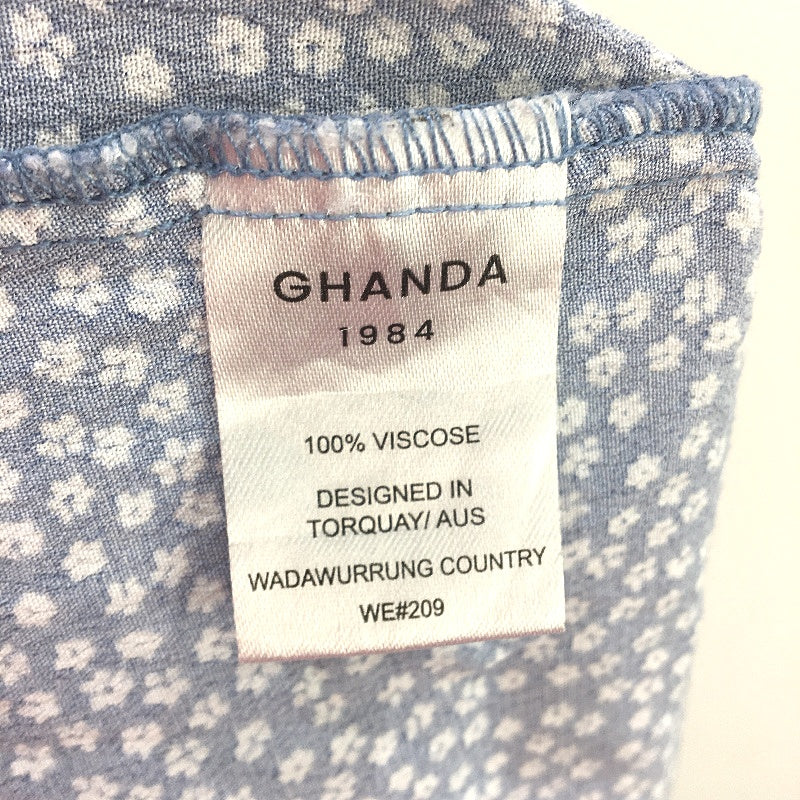 GHANDA
1984
100% VISCOSE
DESIGNED IN
TORQUAY/ AUS
WADAWURRUNG COUNTRY
WE#209